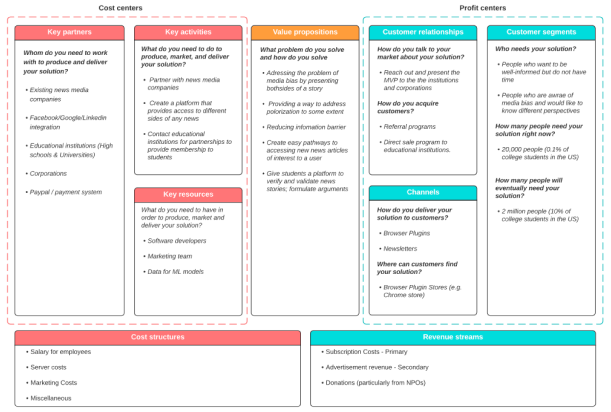 Cost centers
Profit centers
Key partners
Whom do you need to work
with to produce and deliver
your solution?
• Existing news media
companies
• Facebook/Google/Linkedin
integration
• Educational institutions (High
schools & Universities)
• Corporations
• Paypal / payment system
Key activities
What do you need to do to
produce, market, and deliver
your solution?
• Partner with news media
companies
• Create a platform that
provides access to different
sides of any news
• Contact educational
institutions for partnerships to
provide membership to
students
Key resources
What do you need to have in
order to produce, market and
deliver your solution?
• Software developers
• Marketing team
• Data for ML models
Value propositions
What problem do you solve
and how do you solve
• Adressing the problem of
media bias by presenting
bothsides of a story
• Providing a way to address
polorization to some extent
• Reducing infomation barrier
• Create easy pathways to
accessing new news articles
of interest to a user
• Give students a platform to
verify and validate news
stories; formulate arguments
Customer relationships
How do you talk to your
market about your solution?
• Reach out and present the
MVP to the the institutions
and corporations
How do you acquire
customers?
• Referral programs
• Direct sale program to
educational institutions.
Channels
How do you deliver your
solution to customers?
• Browser Plugins
• Newsletters
Where can customers find
your solution?
• Browser Plugin Stores (e.g.
Chrome store)
Customer segments
Who needs your solution?
• People who want to be
well-informed but do not have
time
• People who are awrae of
media bias and would like to
know different perspectives
How many people need your
solution right now?
• 20,000 people (0.1% of
college students in the US)
How many people will
eventually need your
solution?
• 2 million people (10% of
college students in the US)
Cost structures
• Salary for employees
• Server costs
• Marketing Costs
• Miscellaneous
Revenue streams
• Subscription Costs - Primary
• Advertisement revenue - Secondary
• Donations (particularly from NPOs)